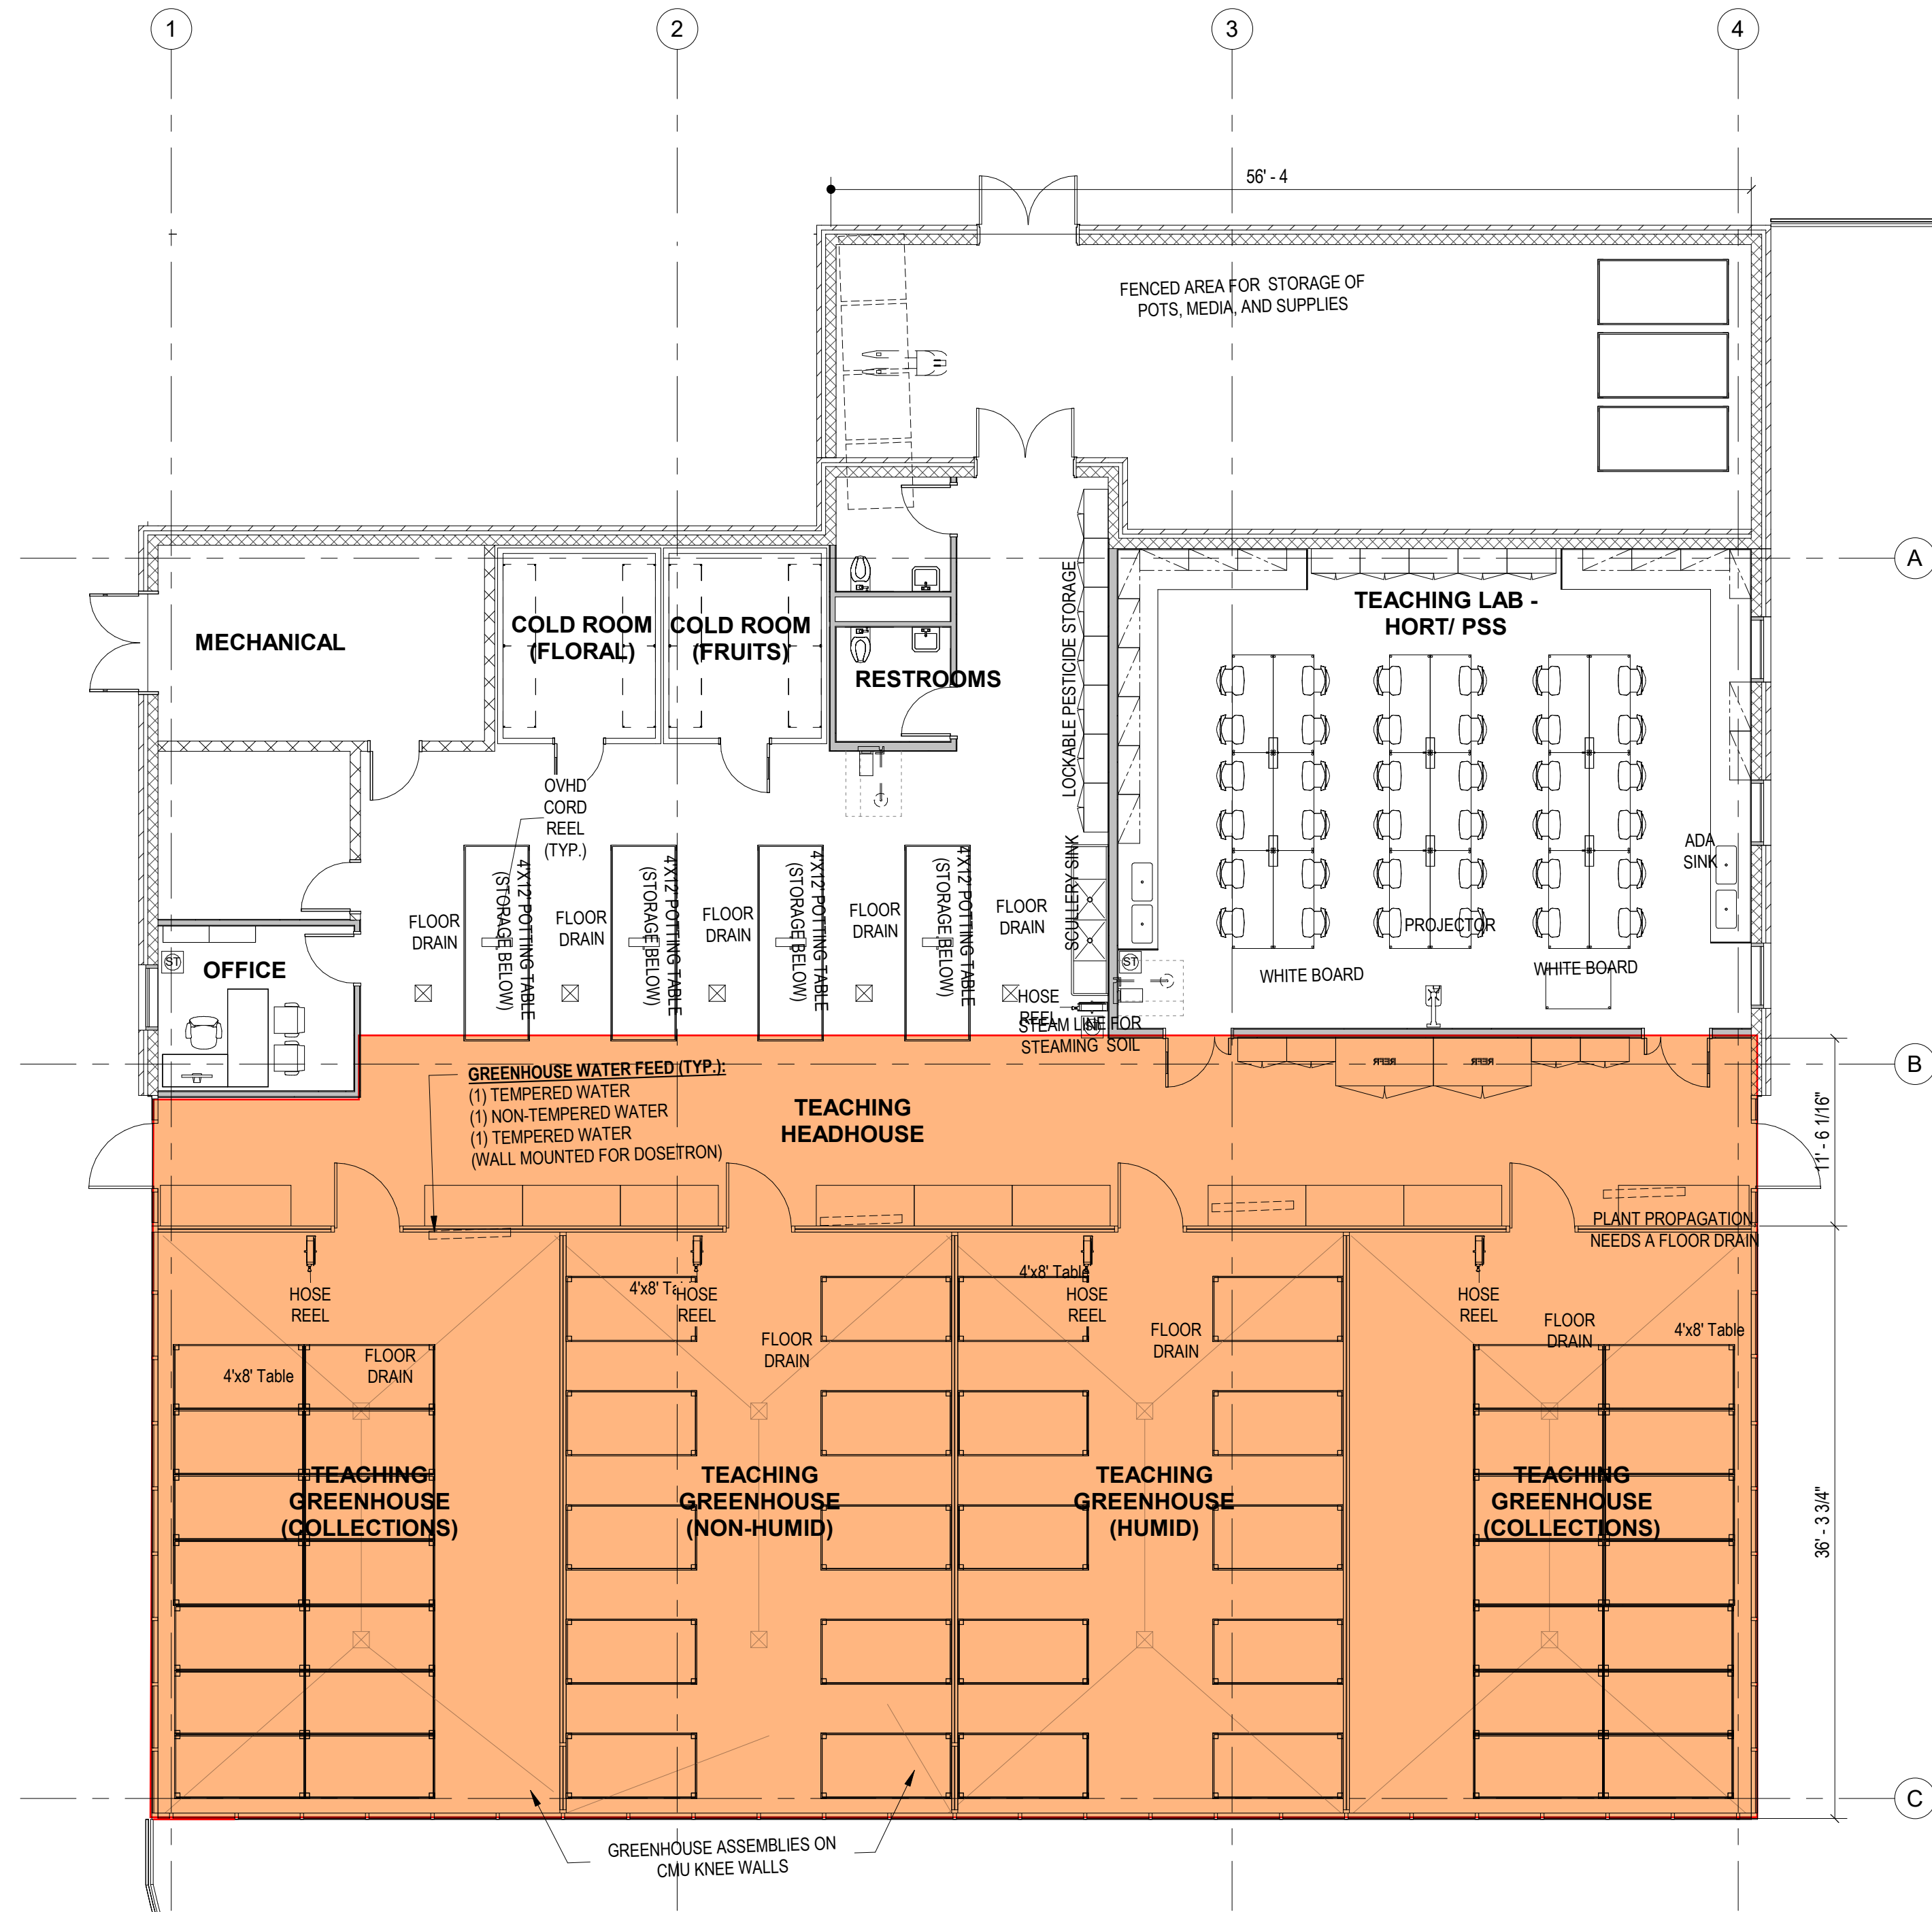 1
2
3
4
56' - 4
FENCED AREA FOR STORAGE OF
POTS, MEDIA, AND SUPPLIES
A
MECHANICAL
COLD ROOM
(FLORAL)
COLD ROOM
(FRUITS)
RESTROOMS
LOCKABLE PESTICIDE STORAGE
TEACHING LAB -
HORT/ PSS
OVHD
CORD
REEL
(TYP.)
4'X12' POTTING TABLE
(STORAGE BELOW)
4'X12' POTTING TABLE
(STORAGE BELOW)
4'X12' POTTING TABLE
(STORAGE BELOW)
4'X12' POTTING TABLE
(STORAGE BELOW)
FLOOR
DRAIN
FLOOR
DRAIN
FLOOR
DRAIN
FLOOR
DRAIN
FLOOR
DRAIN
SCULLERY SINK
ADA
SINK
PROJECTOR
WHITE BOARD
WHITE BOARD
OFFICE
ST
ST
HOSE
REEL
STEAM LINE FOR
STEAMING SOIL
REFR
REFR
B
GREENHOUSE WATER FEED (TYP.):
(1) TEMPERED WATER
(1) NON-TEMPERED WATER
(1) TEMPERED WATER
(WALL MOUNTED FOR DOSETRON)
TEACHING
HEADHOUSE
11' - 6 1/16"
PLANT PROPAGATION
NEEDS A FLOOR DRAIN
HOSE
REEL
4'x8'
HOSE
REEL
4'x8' Table
HOSE
REEL
HOSE
REEL
FLOOR
DRAIN
FLOOR
DRAIN
FLOOR
DRAIN
4'x8' Table
4'x8' Table
FLOOR
DRAIN
TEACHING
GREENHOUSE
(COLLECTIONS)
TEACHING
GREENHOUSE
(NON-HUMID)
TEACHING
GREENHOUSE
(HUMID)
TEACHING
GREENHOUSE
(COLLECTIONS)
36' - 3 3/4"
C
GREENHOUSE ASSEMBLIES ON
CMU KNEE WALLS